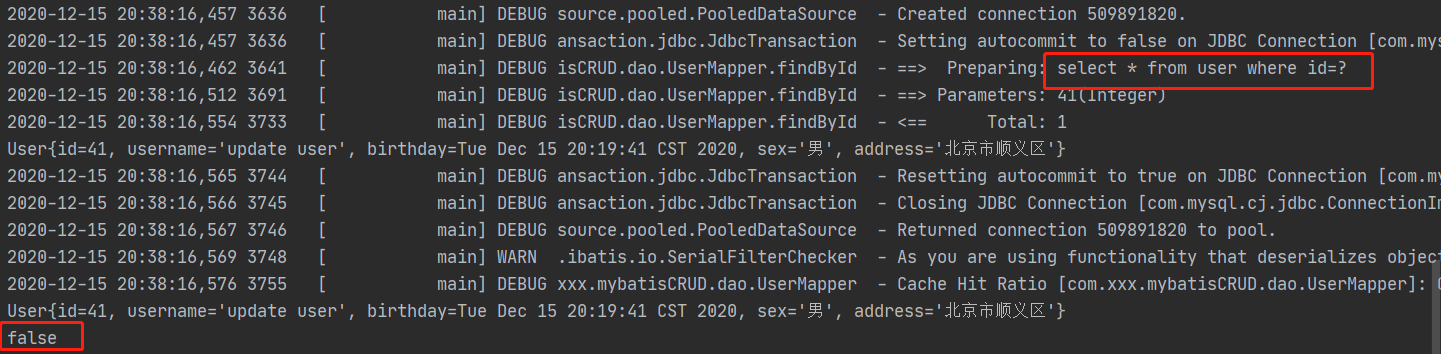 2020-12-15 20:38:16,457 3636   [           main] DEBUG source.pooled.PooledDataSource  - Created connection 509891820.
2020-12-15 20:38:16,457 3636   [           main] DEBUG ansaction.jdbc.JdbcTransaction  - Setting autocommit to false on JDBC Connection [com.my
2020-12-15 20:38:16,462 3641   [           main] DEBUG isCRUD.dao.UserMapper.findById  - ==>  Preparing: select * from user where id=?
2020-12-15 20:38:16,512 3691   [           main] DEBUG isCRUD.dao.UserMapper.findById  - ==> Parameters: 41(Integer)
2020-12-15 20:38:16,554 3733   [           main] DEBUG isCRUD.dao.UserMapper.findById  - <==      Total: 1
User{id=41, username='update user', birthday=Tue Dec 15 20:19:41 CST 2020, sex='男', address='北京市顺义区'}
2020-12-15 20:38:16,565 3744   [           main] DEBUG ansaction.jdbc.JdbcTransaction  - Resetting autocommit to true on JDBC Connection [com.m
2020-12-15 20:38:16,566 3745   [           main] DEBUG ansaction.jdbc.JdbcTransaction  - Closing JDBC Connection [com.mysql.cj.jdbc.ConnectionI
2020-12-15 20:38:16,567 3746   [           main] DEBUG source.pooled.PooledDataSource  - Returned connection 509891820 to pool.
2020-12-15 20:38:16,569 3748   [           main] WARN  .ibatis.io.SerialFilterChecker  - As you are using functionality that deserializes objec
2020-12-15 20:38:16,576 3755   [           main] DEBUG xxx.mybatisCRUD.dao.UserMapper  - Cache Hit Ratio [com.xxx.mybatisCRUD.dao.UserMapper]:
User{id=41, username='update user', birthday=Tue Dec 15 20:19:41 CST 2020, sex='男', address='北京市顺义区'}
false